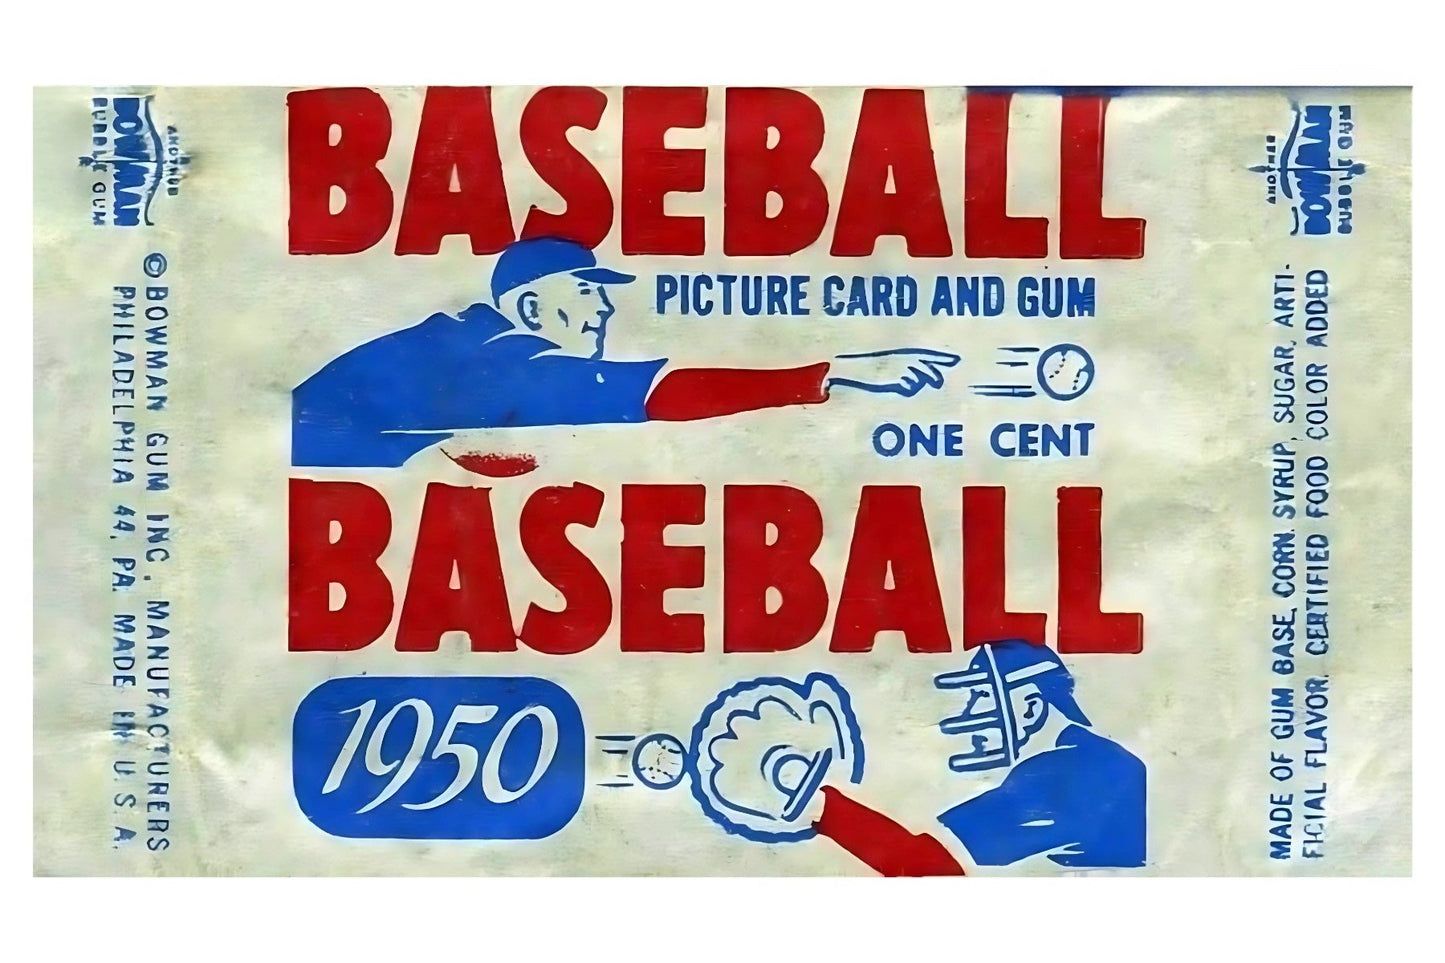 BASEBALL
PICTURE CARD AND GUM
ONE CENT
BASEBALL
1950
ANOTHER
BOWMAN
BUBBLE GUM
© BOWMAN GUM INC. MANUFACTURERS
PHILADELPHIA 44, PA. MADE IN U.S.A.
ANOTHER
BOWMAN
BUBBLE GUM
MADE OF GUM BASE, CORN. SYRUP, SUGAR, ARTI-
FICIAL FLAVOR. CERTIFIED FOOD COLOR ADDED